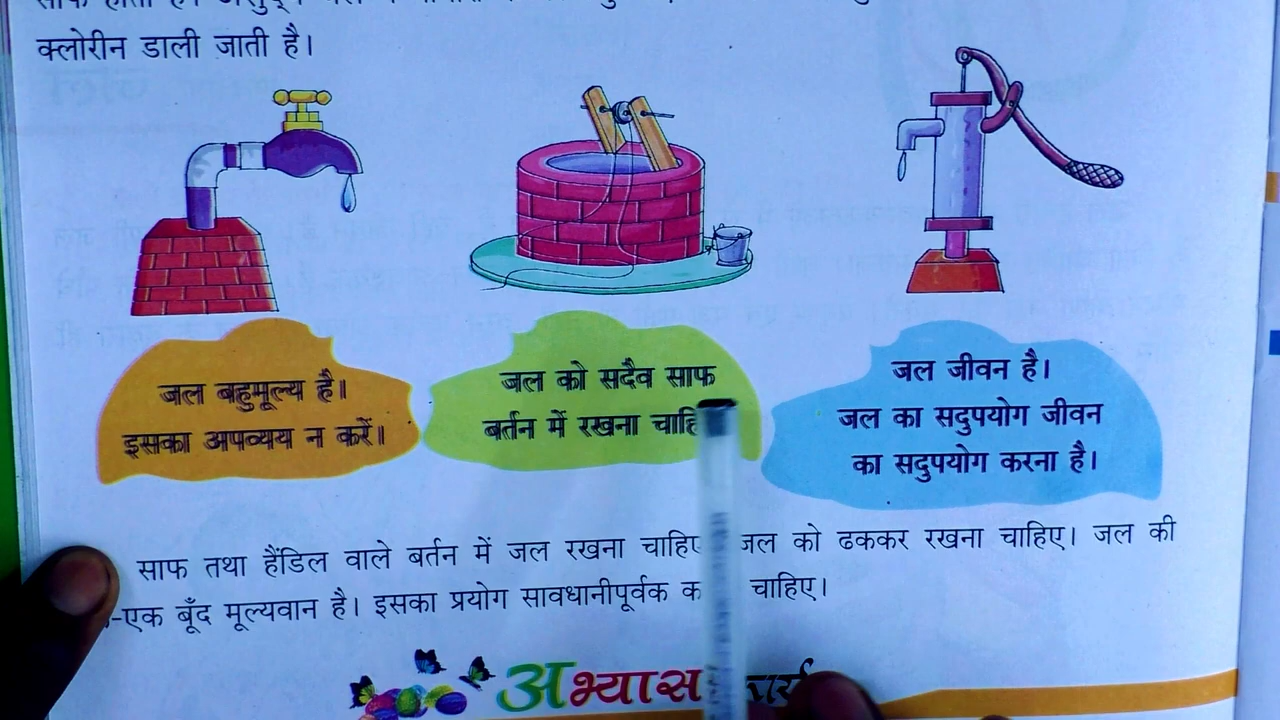 क्लोरीन डाली जाती है।
जल बहुमूल्य है।
इसका अपव्यय न करें।
जल को सदैव साफ
बर्तन में रखना
जल जीवन है।
जल का सदुपयोग जीवन
का सदुपयोग करना है।
साफ तथा हैंडिल वाले बर्तन में जल रखना चाहिए जल को ढककर रखना चाहिए। जल की
-एक बूँद मूल्यवान है। इसका प्रयोग सावधानीपूर्वक चाहिए।
अभ्यास